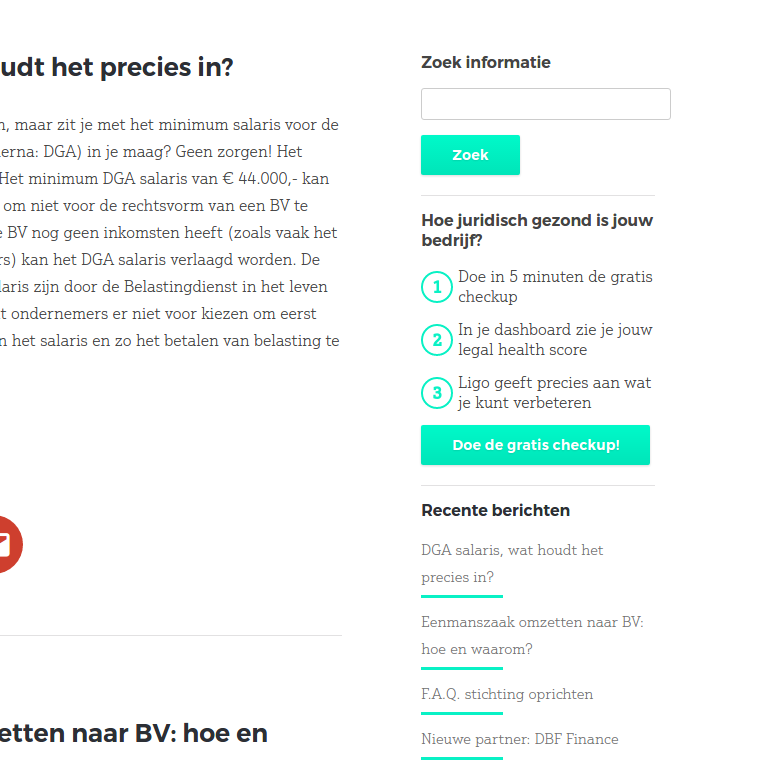 udt het precies in?
n, maar zit je met het minimum salaris voor de
erna: DGA) in je maag? Geen zorgen! Het
Het minimum DGA salaris van € 44.000,- kan
om niet voor de rechtsvorm van een BV te
e BV nog geen inkomsten heeft (zoals vaak het
rs) kan het DGA salaris verlaagd worden. De
laris zijn door de Belastingdienst in het leven
t ondernemers er niet voor kiezen om eerst
n het salaris en zo het betalen van belasting te
etten naar BV: hoe en
Zoek informatie
Zoek
Hoe juridisch gezond is jouw
bedrijf?
1 Doe in 5 minuten de gratis
checkup
2 In je dashboard zie je jouw
legal health score
3 Ligo geeft precies aan wat
je kunt verbeteren
Doe de gratis checkup!
Recente berichten
DGA salaris, wat houdt het
precies in?
Eenmanszaak omzetten naar BV:
hoe en waarom?
F.A.Q. stichting oprichten
Nieuwe partner: DBF Finance